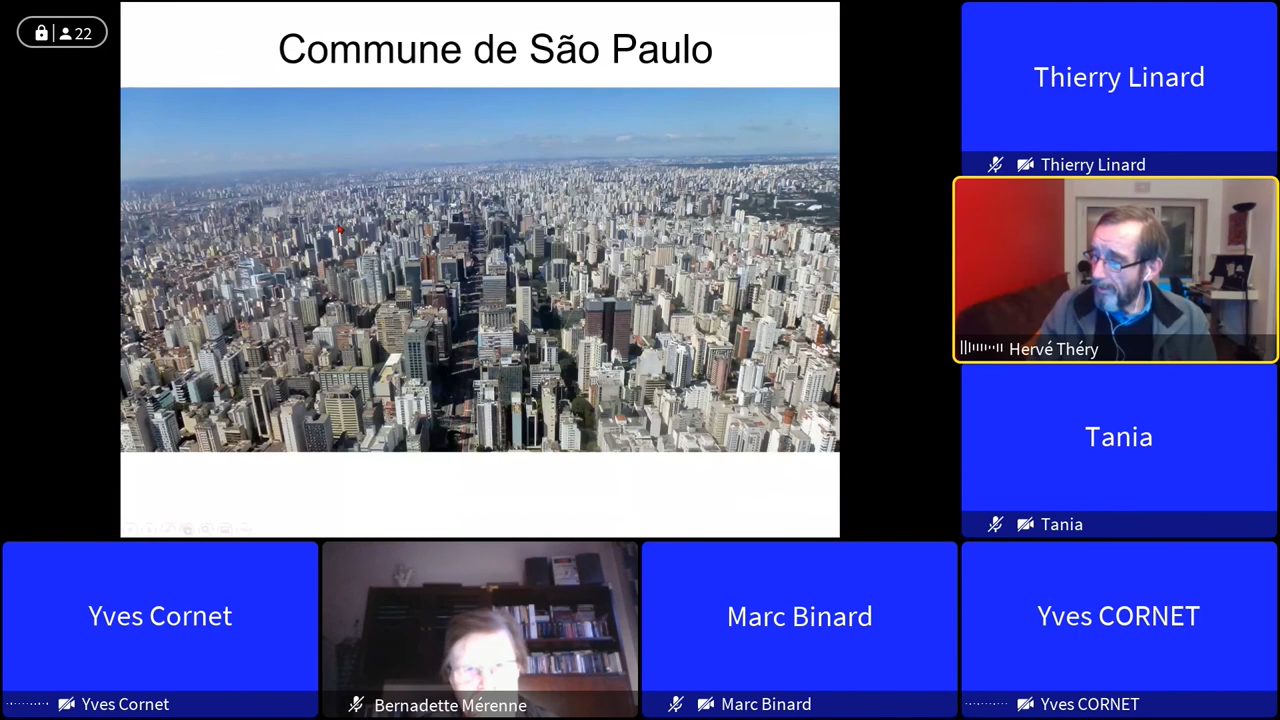 22
Commune de São Paulo
Thierry Linard
Thierry Linard
Hervé Théry
Tania
Tania
Yves Cornet
Yves Cornet
Bernadette Mérenne
Marc Binard
Marc Binard
Yves CORNET
Yves CORNET